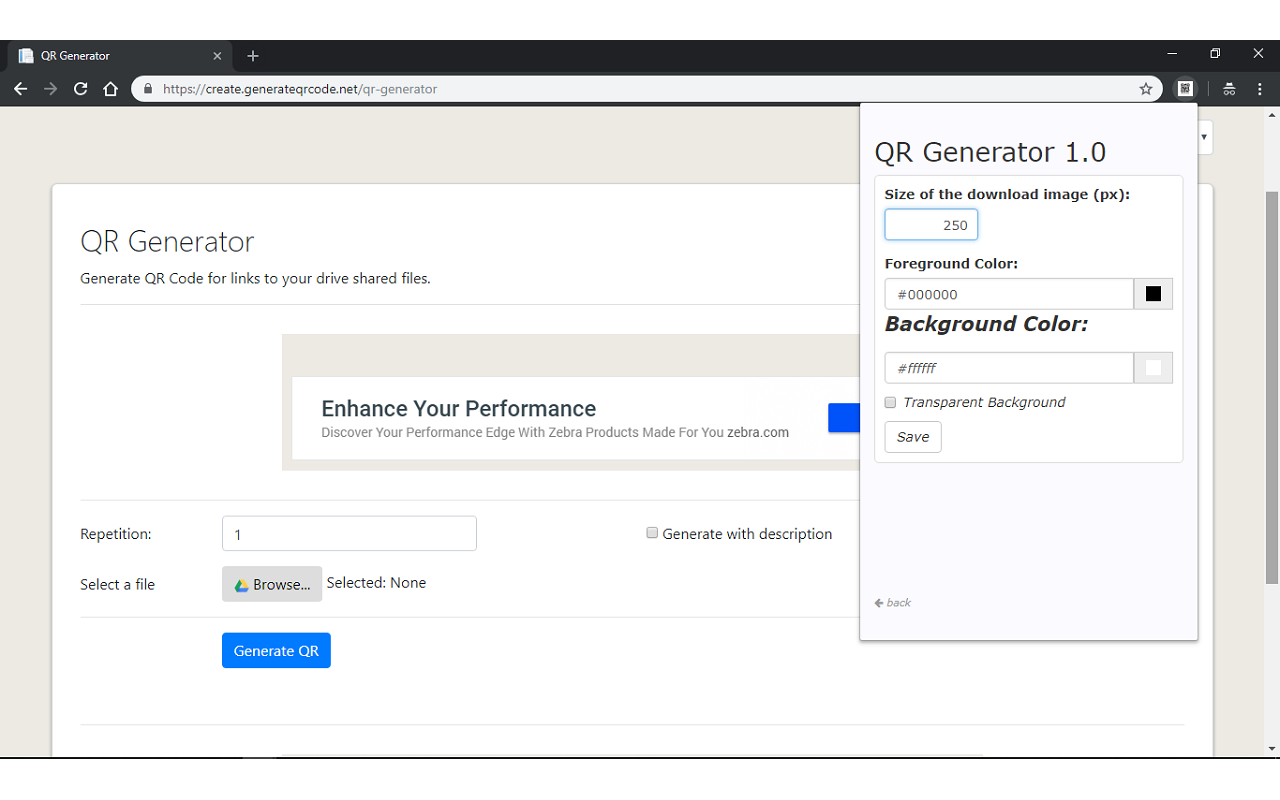 QR Generator
https://create.generateqrcode.net/qr-generator
QR Generator
Generate QR Code for links to your drive shared files.
Enhance Your Performance
Discover Your Performance Edge With Zebra Products Made For You zebra.com
Repetition:
1
Generate with description
Select a file
Browse...
Selected: None
Generate QR
QR Generator 1.0
Size of the download image (px):
250
Foreground Color:
#000000
Background Color:
#ffffff
Transparent Background
Save
back